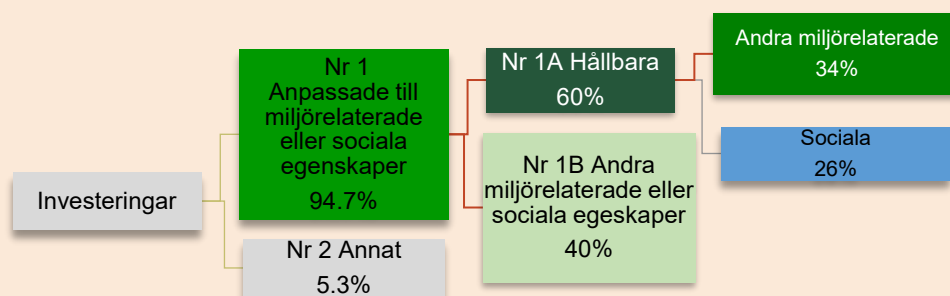 Investeringar
Nr 1
Anpassade till
miljörelaterade
eller sociala
egenskaper
94.7%
Nr 2 Annat
5.3%
Nr 1A Hållbara
60%
Nr 1B Andra
miljörelaterade eller
sociala egeskaper
40%
Andra miljörelaterade
34%
Sociala
26%